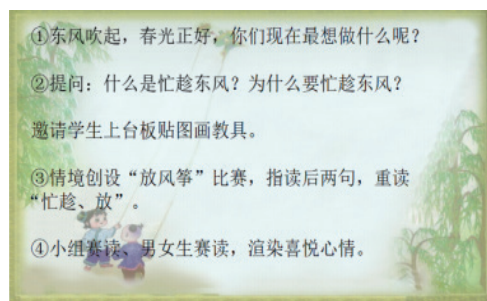 ①东风吹起，春光正好，你们现在最想做什么呢？
②提问：什么是忙趁东风？为什么要忙趁东风？
邀请学生上台板贴图画教具。
③情境创设“放风筝”比赛，指读后两句，重读
“忙趁、放”。
④小组赛读、男女生赛读，渲染喜悦心情。